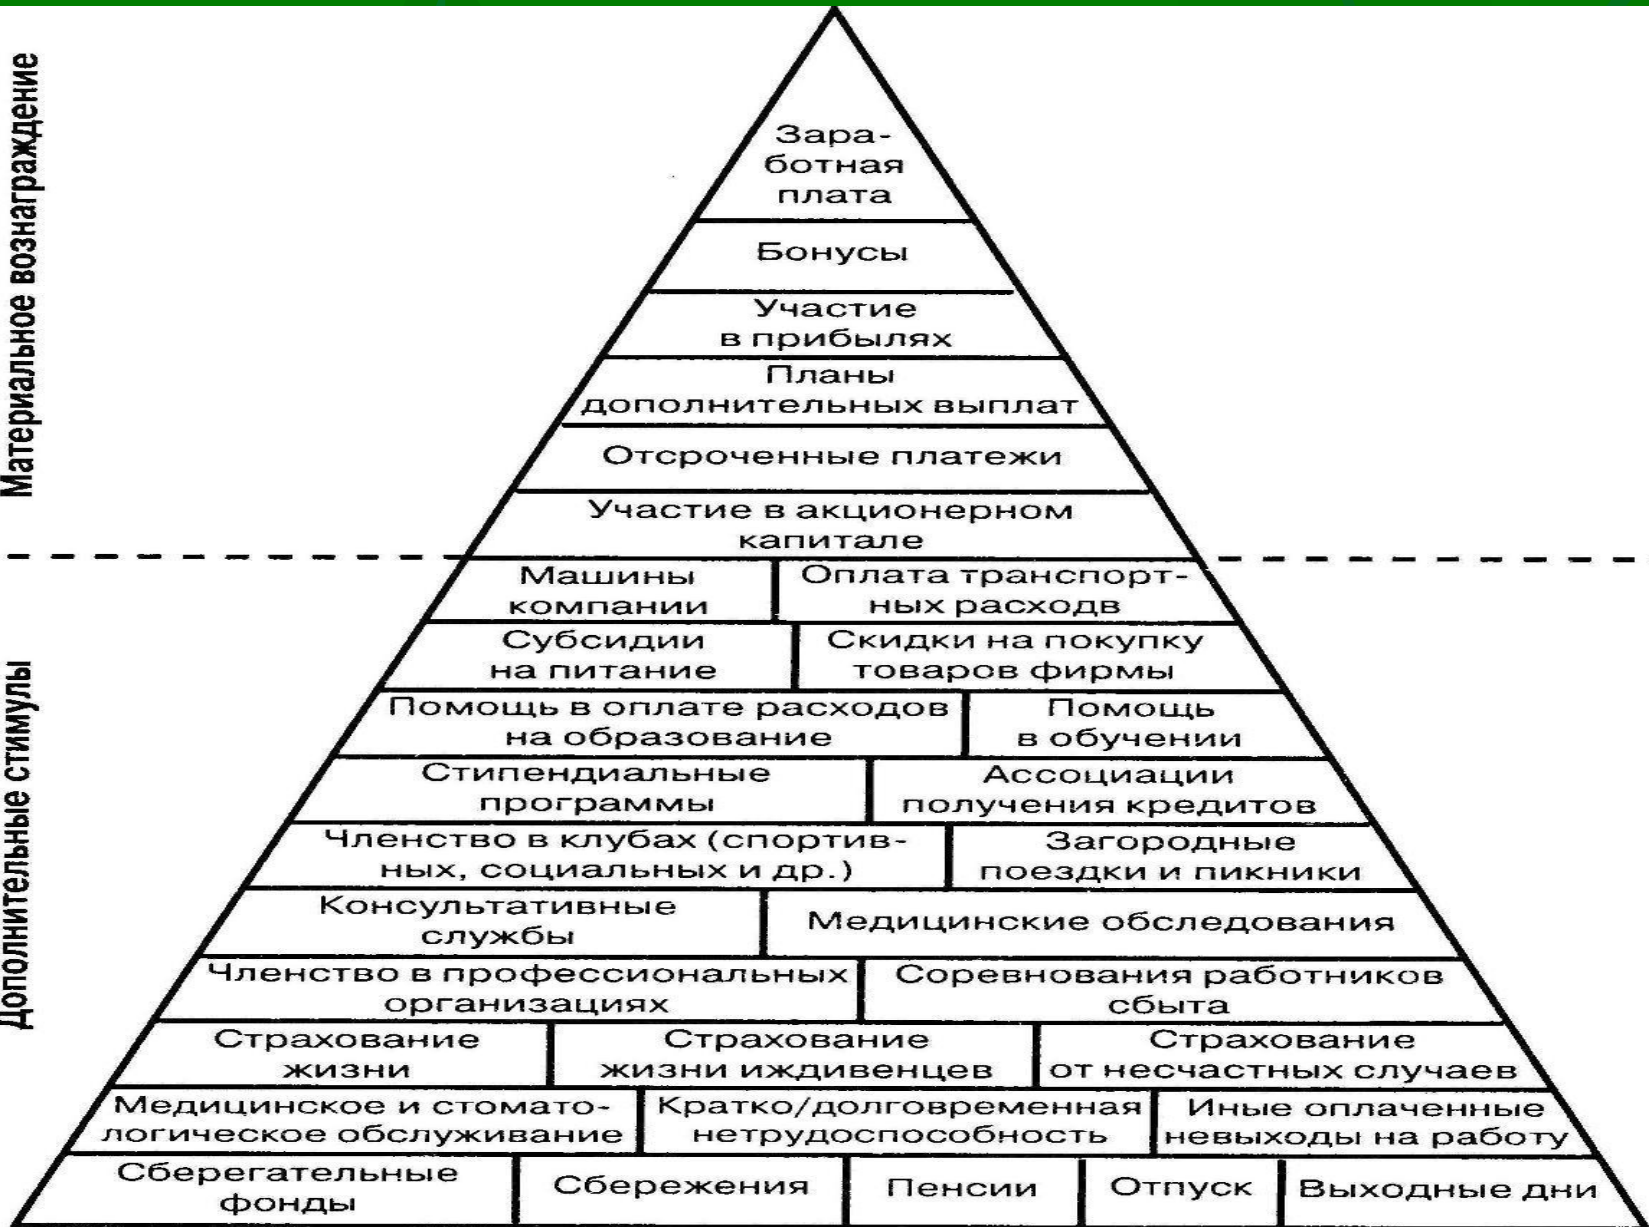 Материальное вознаграждение
Зара-
ботная
плата
Бонусы
Участие
в прибылях
Планы
дополнительных выплат
Отсроченные платежи
Участие в акционерном
капитале
Дополнительные стимулы
Машины
компании
Оплата транспорт-
ных расходв
Субсидии
на питание
Скидки на покупку
товаров фирмы
Помощь в оплате расходов
на образование
Помощь
в обучении
Стипендиальные
программы
Ассоциации
получения кредитов
Членство в клубах (спортив-
ных, социальных и др.)
Загородные
поездки и пикники
Консультативные
службы
Медицинские обследования
Членство в профессиональных
организациях
Соревнования работников
сбыта
Страхование
жизни
Страхование
жизни иждивенцев
Страхование
от несчастных случаев
Медицинское и стомато-
логическое обслуживание
Кратко/долговременная
нетрудоспособность
Иные оплаченные
невыходы на работу
Сберегательные
фонды
Сбережения
Пенсии
Отпуск
Выходные дни